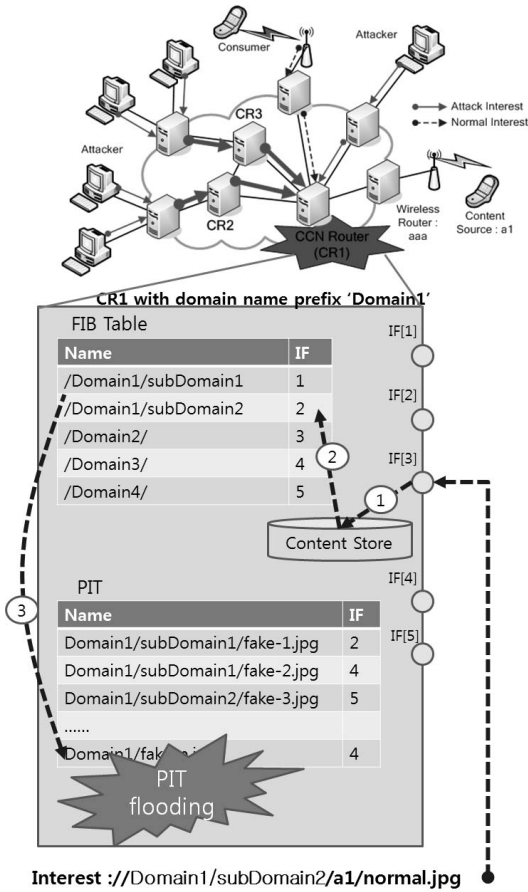 Consumer
Attacker
CR3
Attack Interest
Normal Interest
Attacker
CR2
CCN Router
(CR1)
Wireless
Router :
aaa
Content
Source : a1
CR1 with domain name prefix 'Domain1'
FIB Table
IF[1]
Name IF
/Domain1/subDomain1 1
/Domain1/subDomain2 2
IF[2]
/Domain2/ 3
/Domain3/ 4
/Domain4/ 5
2
IF[3]
1
Content Store
IF[4]
PIT
Name IF
3
Domain1/subDomain1/fake-1.jpg 2
Domain1/subDomain1/fake-2.jpg 4
Domain1/subDomain2/fake-3.jpg 5
IF[5]
......
4
PIT
flooding
Interest ://Domain1/subDomain2/a1/normal.jpg